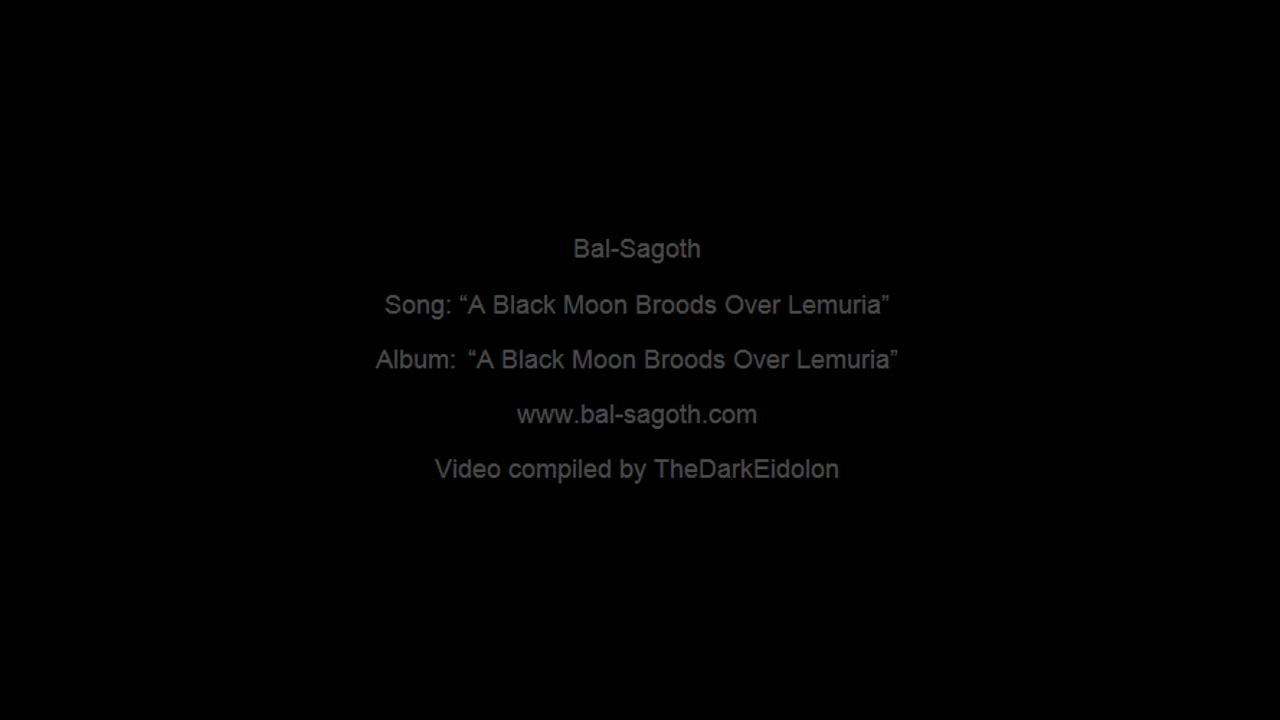 Bal-Sagoth
Song: “A Black Moon Broods Over Lemuria”
Album: “A Black Moon Broods Over Lemuria”
www.bal-sagoth.com
Video compiled by TheDarkEidolon